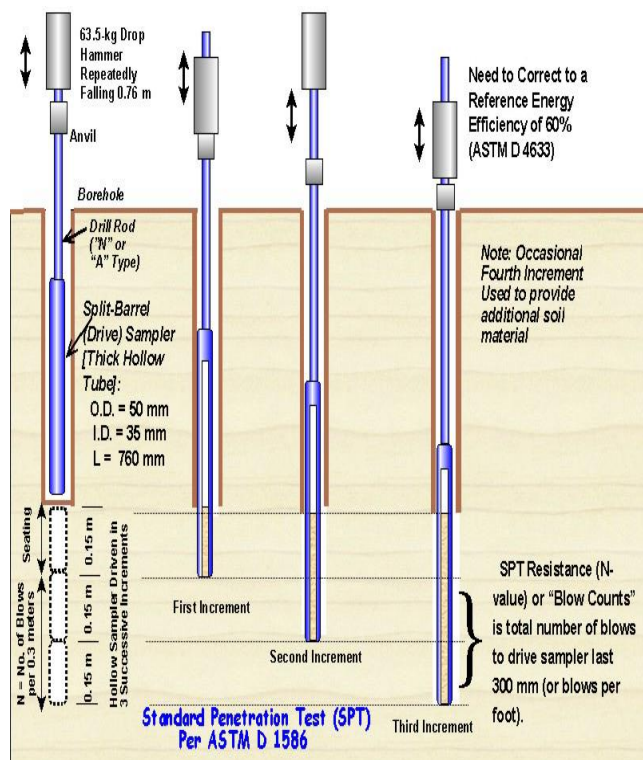 63.5-kg Drop
Hammer
Repeatedly
Falling 0.76 m
Anvil
Need to Correct to a
Reference Energy
Efficiency of 60%
(ASTM D 4633)
Borehole
Drill Rod
("N" or
"A" Type)
Note: Occasional
Fourth Increment
Used to provide
additional soil
material
Split-Barrel
(Drive) Sampler
[Thick Hollow
Tube]:
O.D. = 50 mm
I.D. = 35 mm
L = 760 mm
Seating
0.15 m
N = No. of Blows
per 0.3 meters
0.15 m
0.15 m
Hollow Sampler Driven in
3 Successive Increments
First Increment
Second Increment
Third Increment
SPT Resistance (N-
value) or "Blow Counts"
is total number of blows
to drive sampler last
300 mm (or blows per
foot).
Standard Penetration Test (SPT)
Per ASTM D 1586